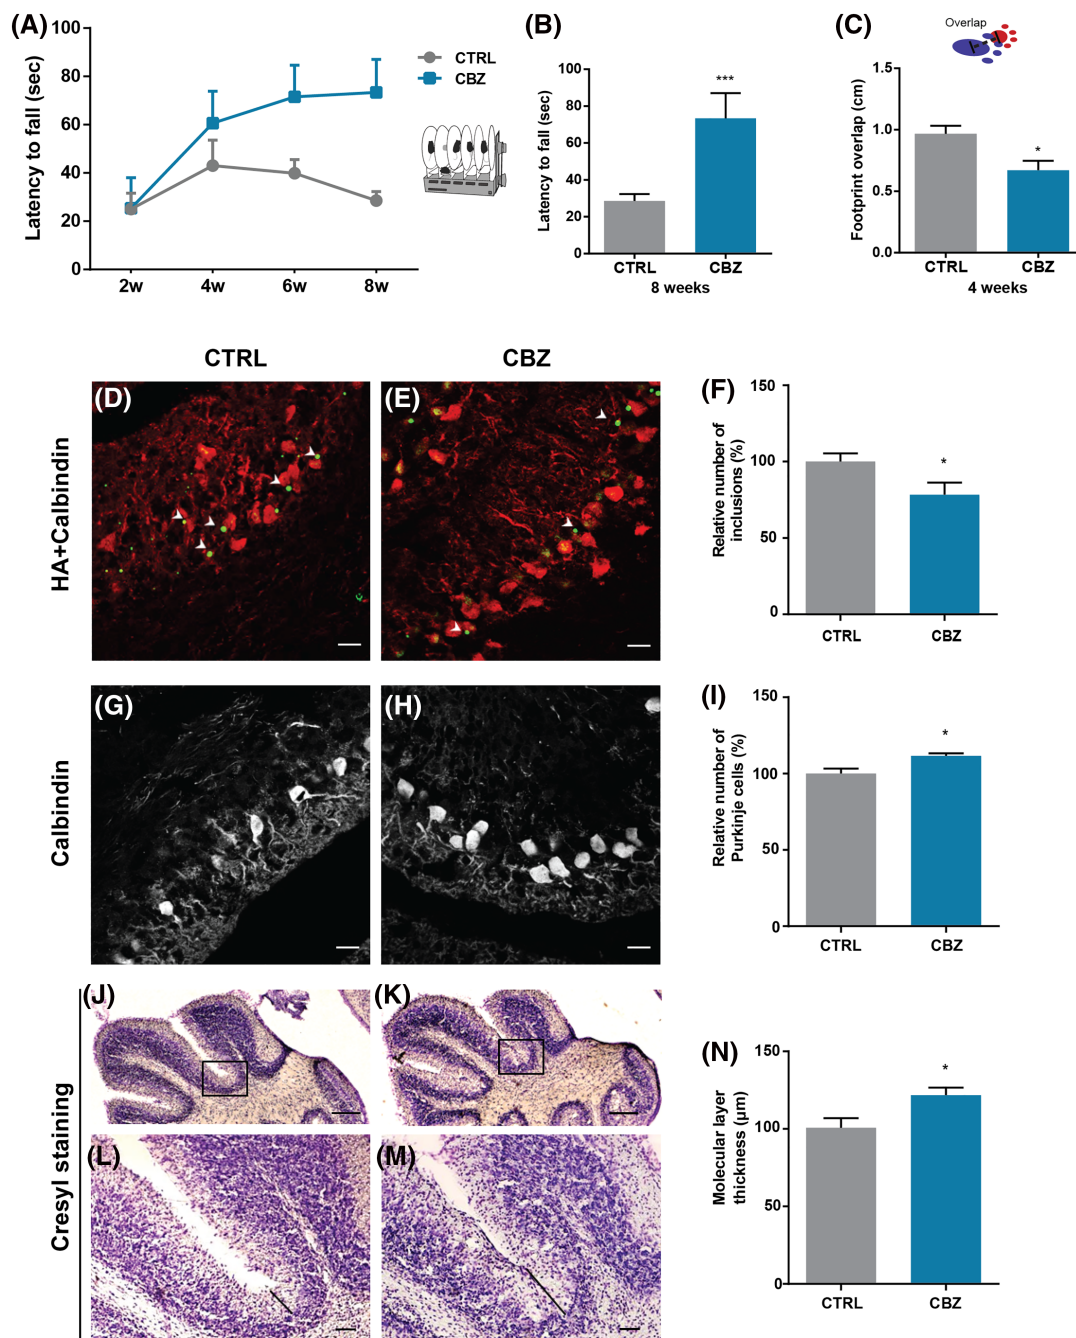 (A)
Latency to fall (sec)
100
80
60
40
20
0
2w
4w
6w
8w
CTRL
CBZ
(B)
Latency to fall (sec)
100
80
60
40
20
0
***
CTRL
CBZ
8 weeks
(C)
Overlap
Footprint overlap (cm)
1.5
1.0
0.5
0.0
*
CTRL
CBZ
4 weeks
CTRL
CBZ
HA+Calbindin
(D)
(E)
(F)
Relative number of
inclusions (%)
150
100
50
0
*
CTRL
CBZ
Calbindin
(G)
(H)
(I)
Relative number of
Purkinje cells (%)
150
100
50
0
*
CTRL
CBZ
Cresyl staining
(J)
(K)
(L)
(M)
(N)
Molecular layer
thickness (µm)
150
100
50
0
*
CTRL
CBZ